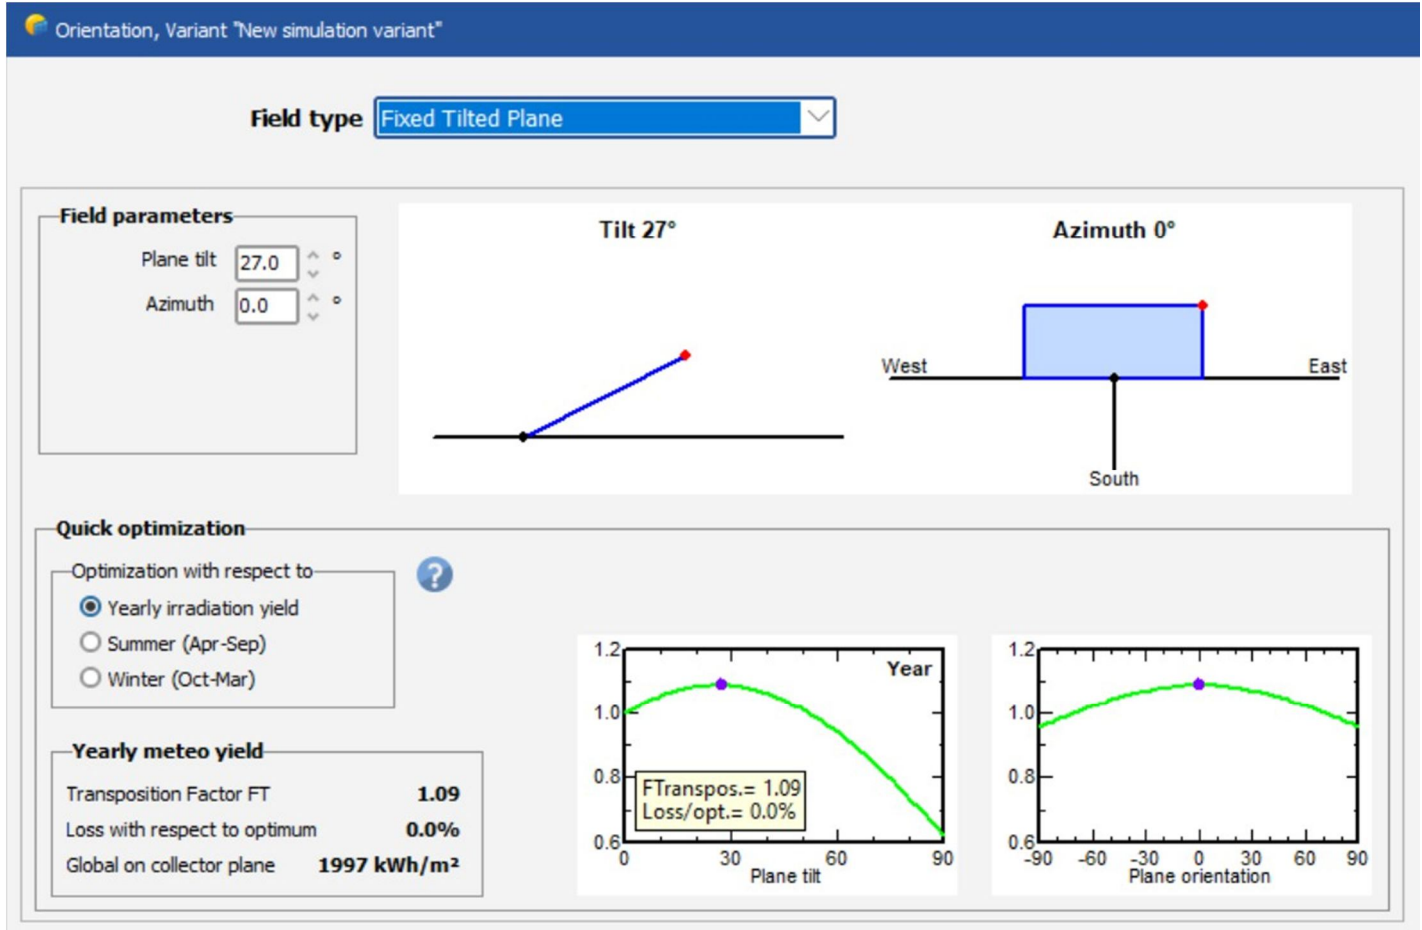 Orientation, Variant "New simulation variant"
Field type Fixed Tilted Plane
Field parameters
Plane tilt 27.0 °
Azimuth 0.0 °
Tilt 27°
Azimuth 0°
West
East
South
Quick optimization
Optimization with respect to
Yearly irradiation yield
Summer (Apr-Sep)
Winter (Oct-Mar)
?
Yearly meteo yield
Transposition Factor FT 1.09
Loss with respect to optimum 0.0%
Global on collector plane 1997 kWh/m²
1.2
Year
1.0
0.8
FTranspos.= 1.09
Loss/opt.= 0.0%
0.6
0 30 60 90
Plane tilt
1.2
1.0
0.8
0.6
-90 -60 -30 0 30 60 90
Plane orientation